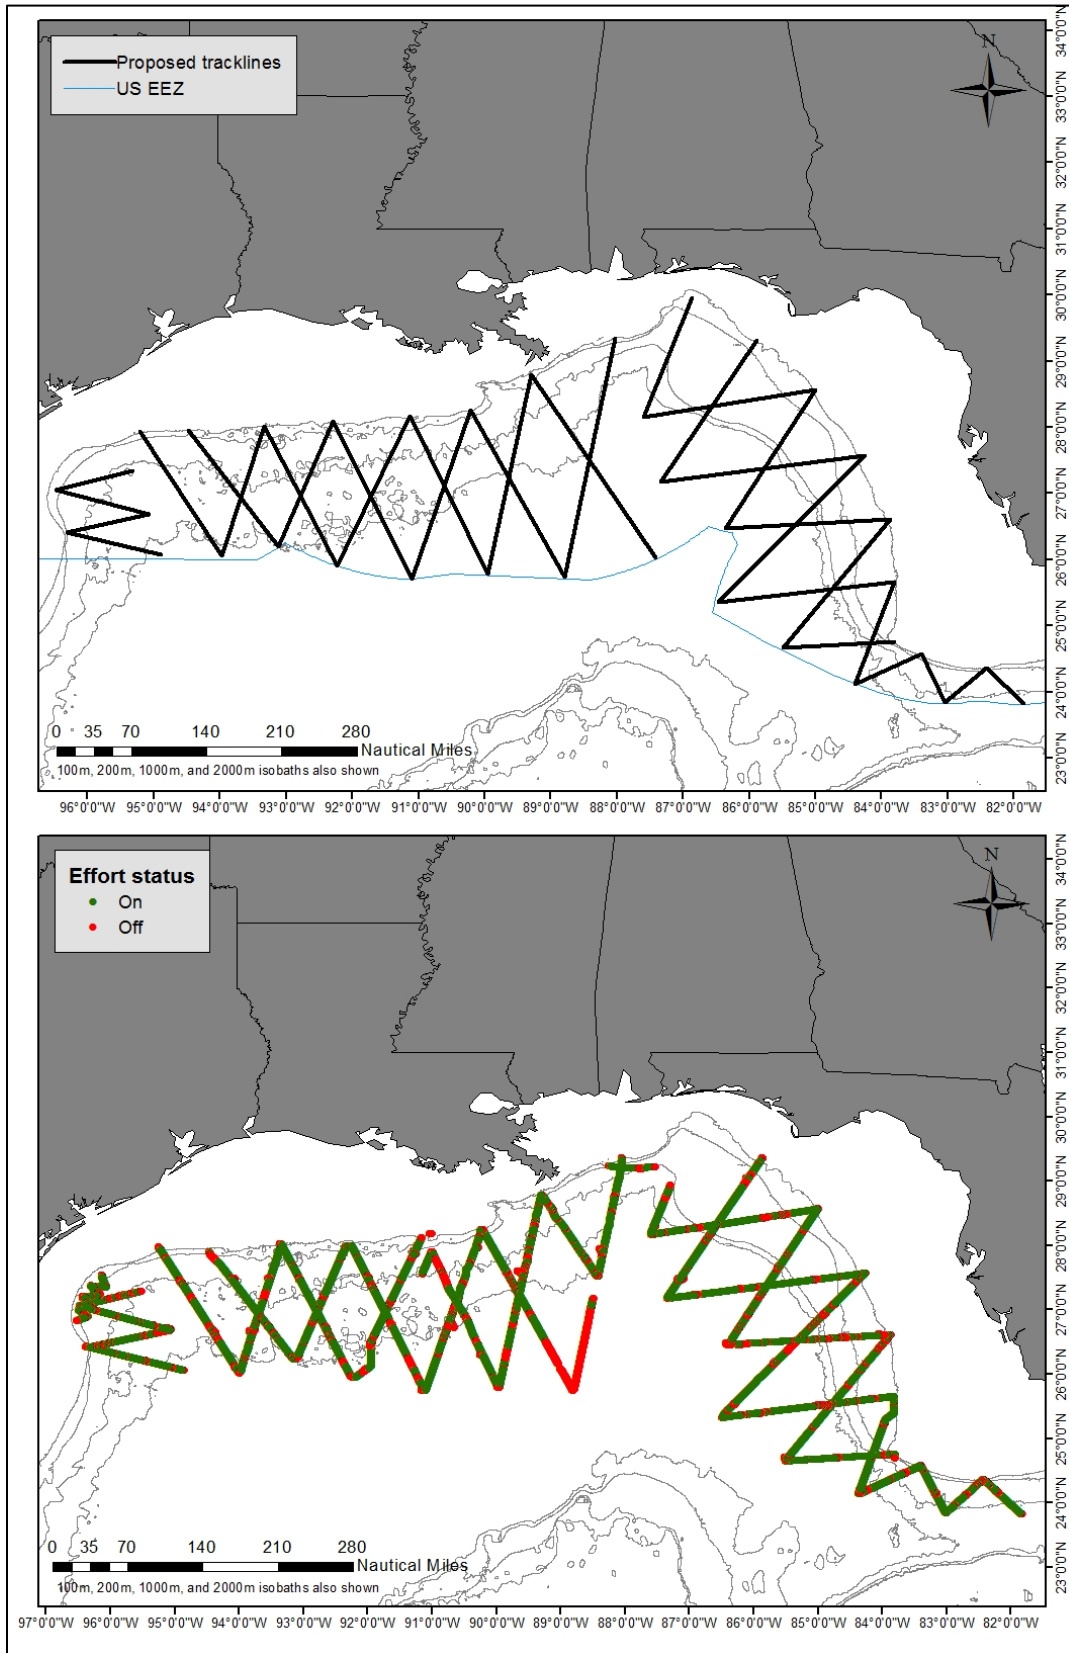 Proposed tracklines
US EEZ
N
34°0'0"N
33°0'0"N
32°0'0"N
31°0'0"N
30°0'0"N
29°0'0"N
28°0'0"N
27°0'0"N
26°0'0"N
25°0'0"N
24°0'0"N
23°0'0"N
0 35 70 140 210 280
Nautical Miles
100m, 200m, 1000m, and 2000m isobaths also shown
96°0'0"W 95°0'0"W 94°0'0"W 93°0'0"W 92°0'0"W 91°0'0"W 90°0'0"W 89°0'0"W 88°0'0"W 87°0'0"W 86°0'0"W 85°0'0"W 84°0'0"W 83°0'0"W 82°0'0"W
Effort status
On
Off
N
34°0'0"N
33°0'0"N
32°0'0"N
31°0'0"N
30°0'0"N
29°0'0"N
28°0'0"N
27°0'0"N
26°0'0"N
25°0'0"N
24°0'0"N
23°0'0"N
0 35 70 140 210 280
Nautical Miles
100m, 200m, 1000m, and 2000m isobaths also shown
97°0'0"W 96°0'0"W 95°0'0"W 94°0'0"W 93°0'0"W 92°0'0"W 91°0'0"W 90°0'0"W 89°0'0"W 88°0'0"W 87°0'0"W 86°0'0"W 85°0'0"W 84°0'0"W 83°0'0"W 82°0'0"W